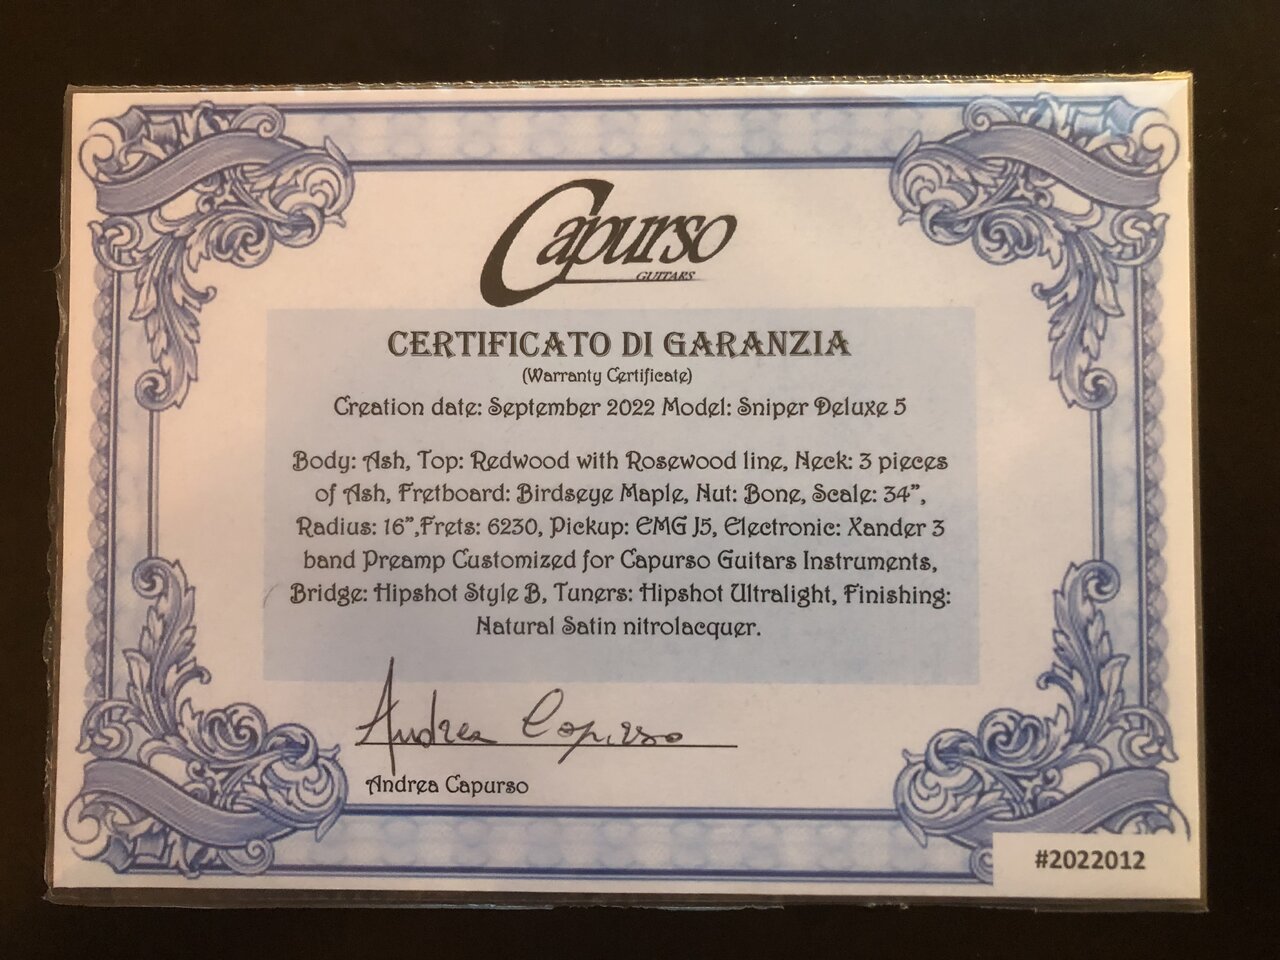 Capurso
GUITARS
CERTIFICATO DI GARANZIA
(Warranty Certificate)
Creation date: September 2022 Model: Sniper Deluxe 5
Body: Ash, Top: Redwood with Rosewood line, Neck: 3 pieces
of Ash, Fretboard: Birdseye Maple, Nut: Bone, Scale: 34”,
Radius: 16”,Frets: 6230, Pickup: EMG J5, Electronic: Xander 3
band Preamp Customized for Capurso Guitars Instruments,
Bridge: Hipshot Style B, Tuners: Hipshot Ultralight, Finishing:
Natural Satin nitrolacquer.
Andrea Capurso
Andrea Capurso
#2022012